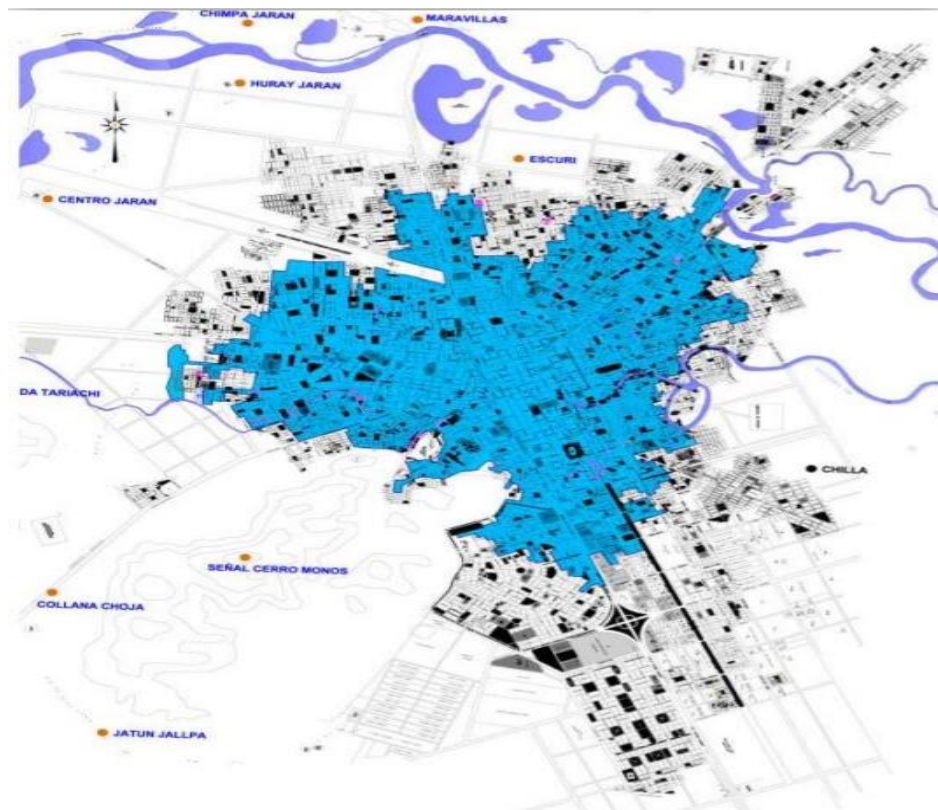 CHIMPA JARAN
MARAVILLAS
HURAY JARAN
ESCURI
CENTRO JARAN
DA TARIACHI
CHILLA
SEÑAL CERRO MONOS
COLLANA CHOJA
JATUN JALLPA